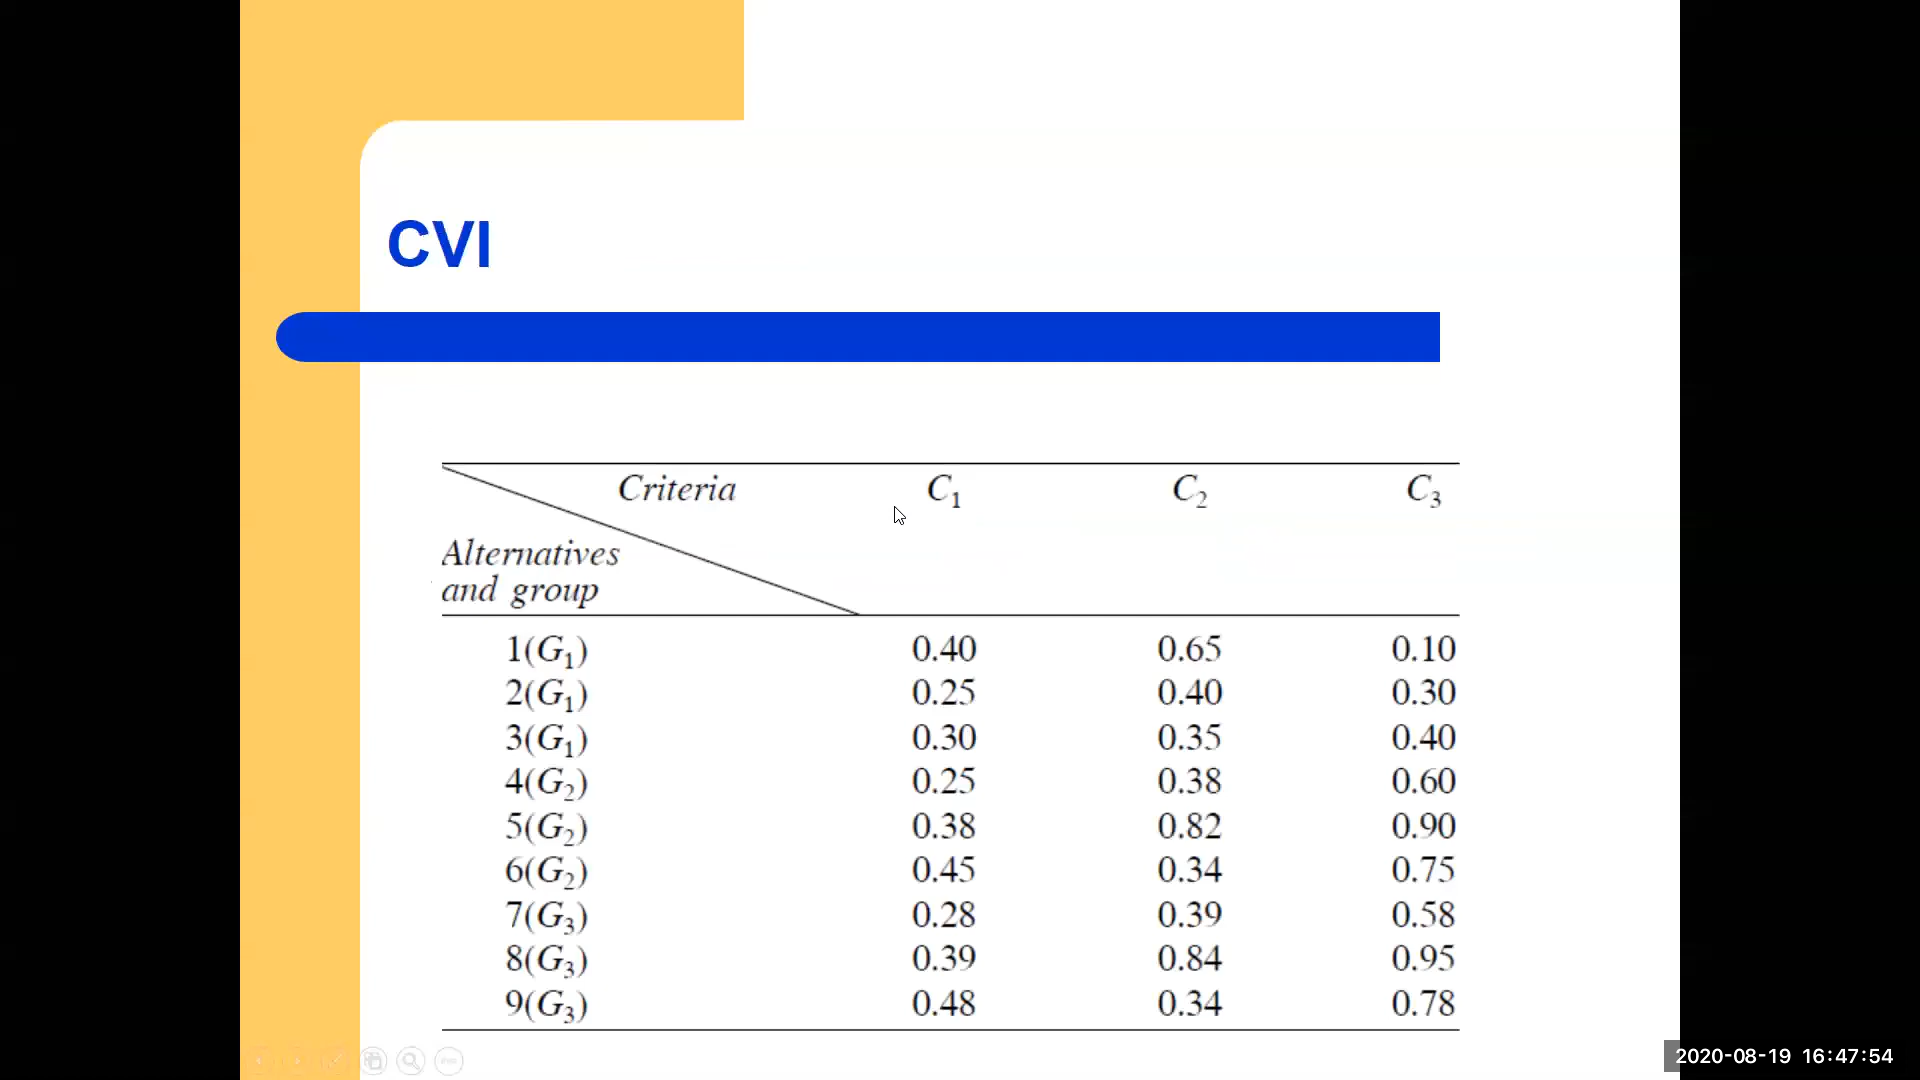 CVI
Criteria C₁ C₂ C₃
Alternatives
and group
1(G₁) 0.40 0.65 0.10
2(G₁) 0.25 0.40 0.30
3(G₁) 0.30 0.35 0.40
4(G₂) 0.25 0.38 0.60
5(G₂) 0.38 0.82 0.90
6(G₂) 0.45 0.34 0.75
7(G₃) 0.28 0.39 0.58
8(G₃) 0.39 0.84 0.95
9(G₃) 0.48 0.34 0.78
2020-08-19 16:47:54